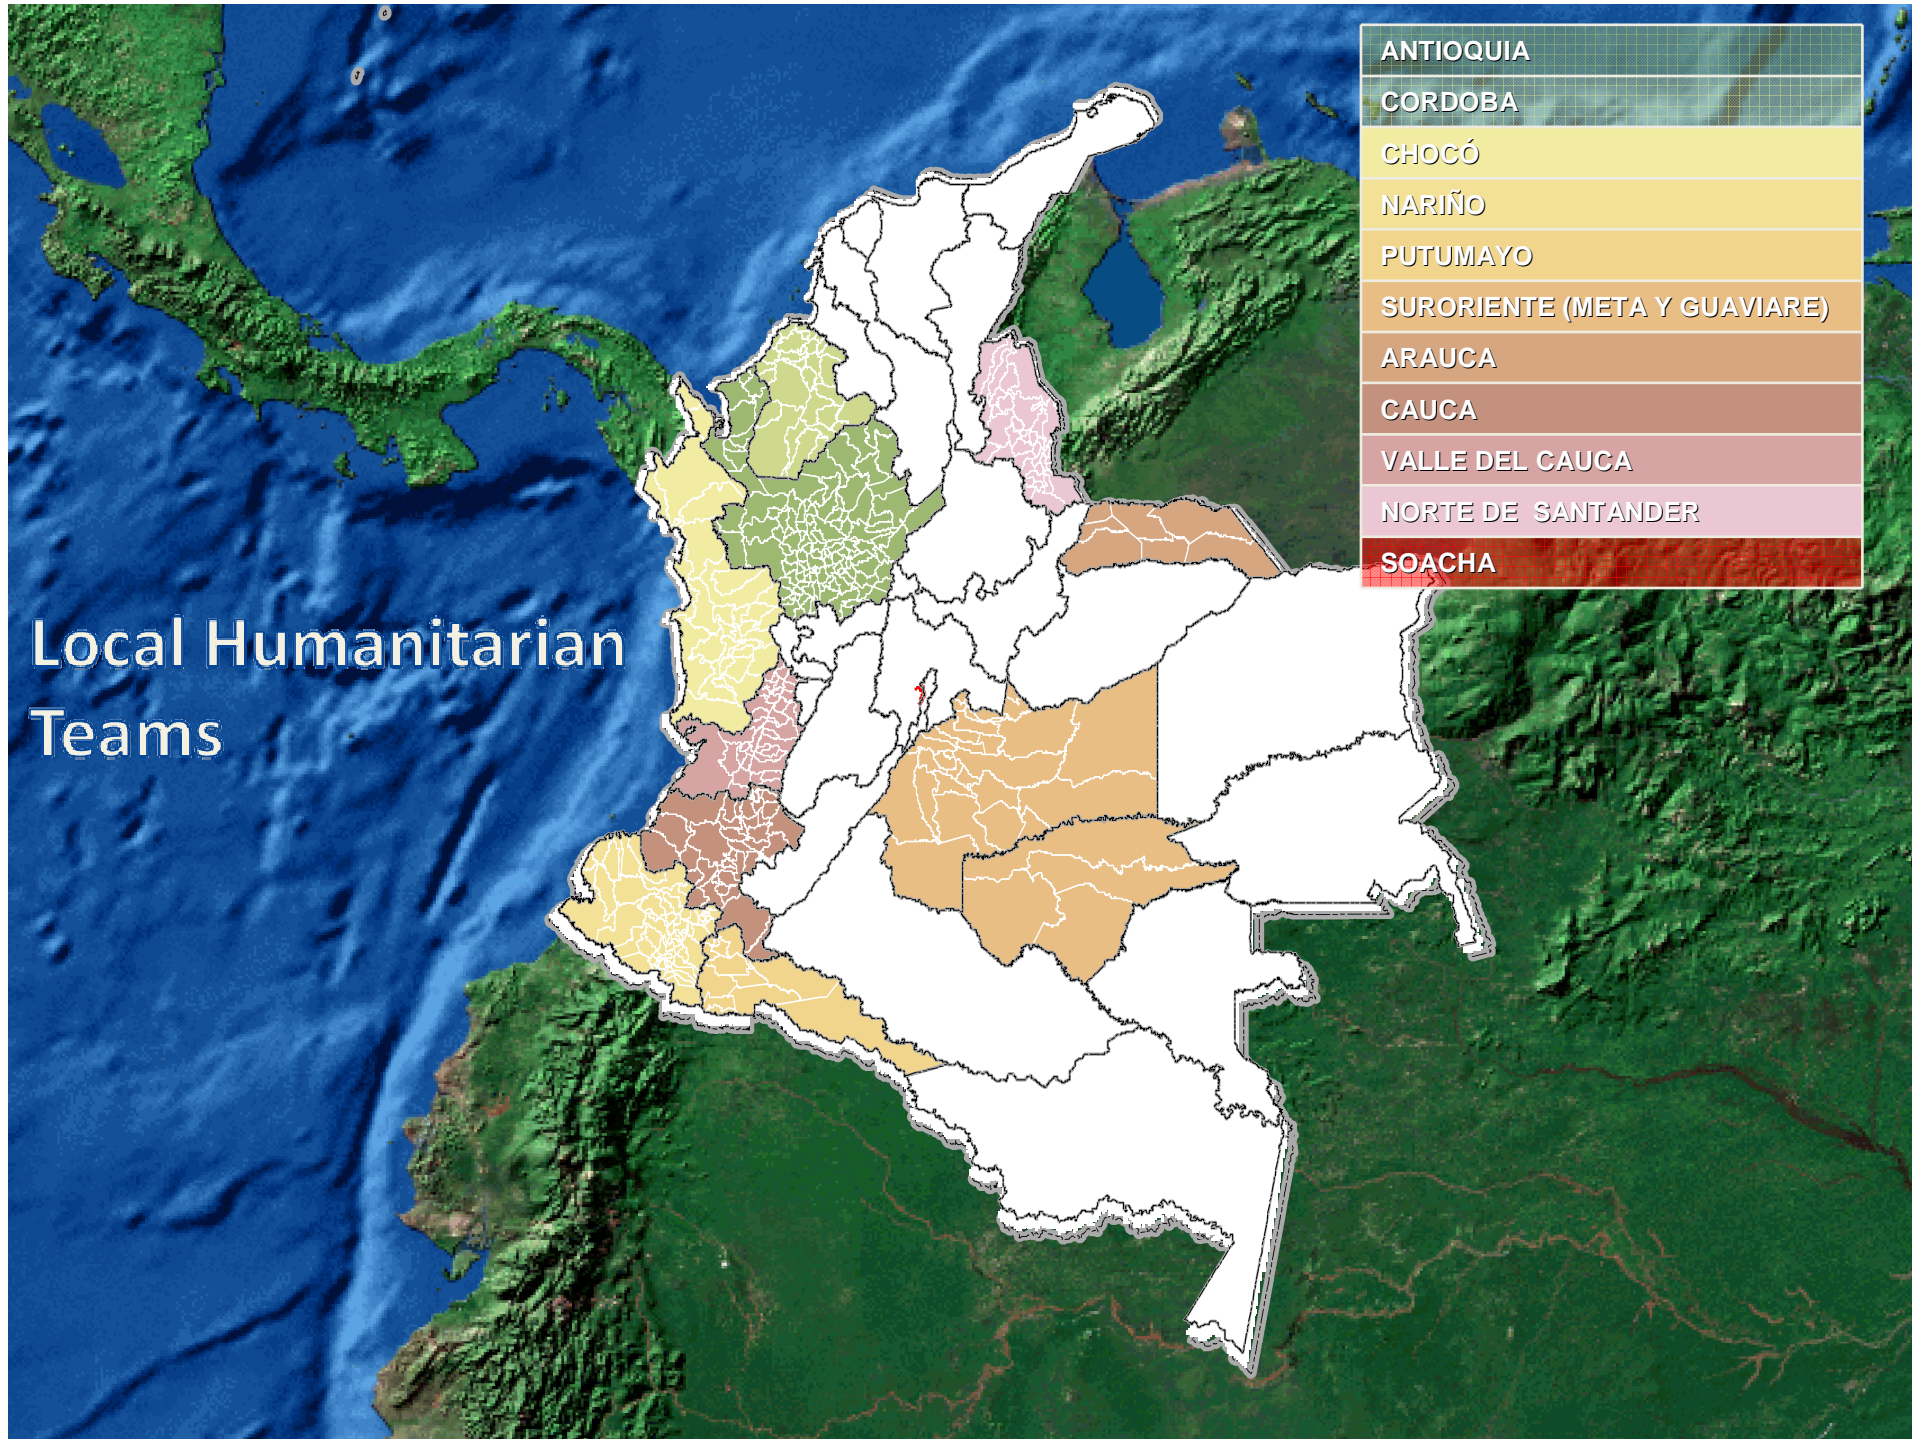 ANTIOQUIA
CORDOBA
CHOCÓ
NARIÑO
PUTUMAYO
SURORIENTE (META Y GUAVIARE)
ARAUCA
CAUCA
VALLE DEL CAUCA
NORTE DE  SANTANDER
SOACHA
Local Humanitarian
Teams